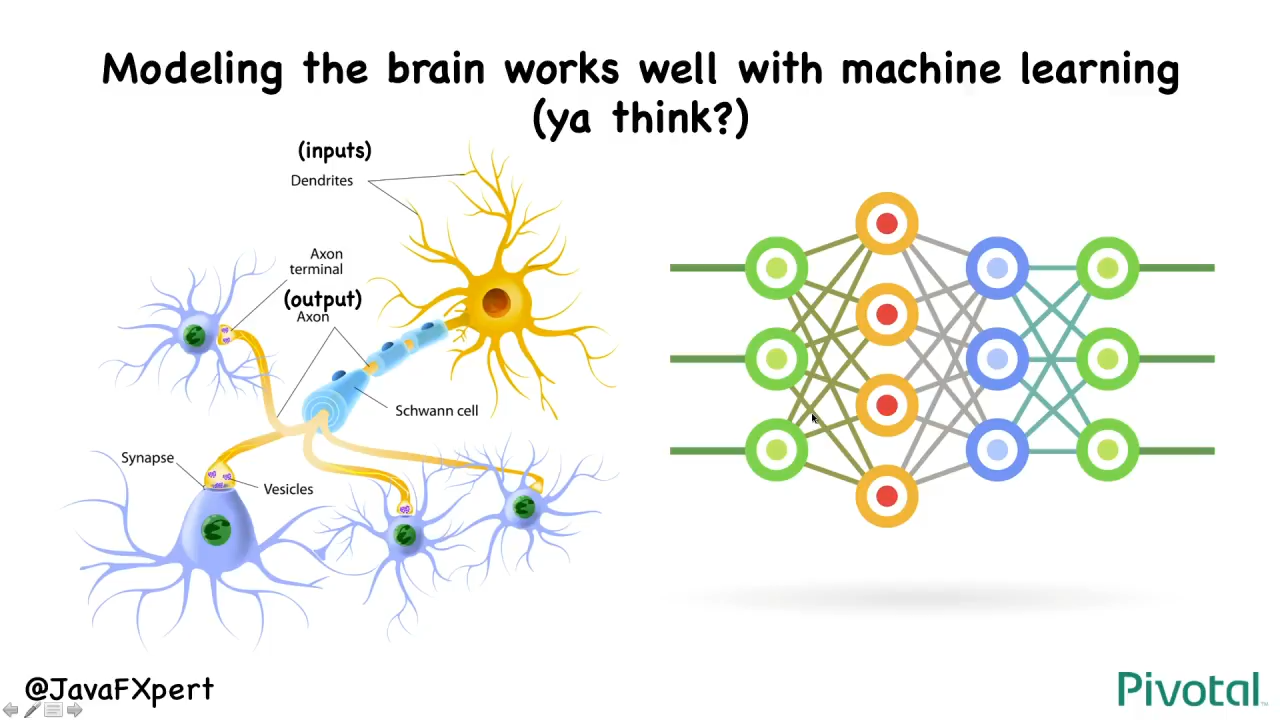 Modeling the brain works well with machine learning
(ya think?)
(inputs)
Dendrites
Axon
terminal
(output)
Axon
Schwann cell
Synapse
Vesicles
@JavaFXpert
Pivotal™